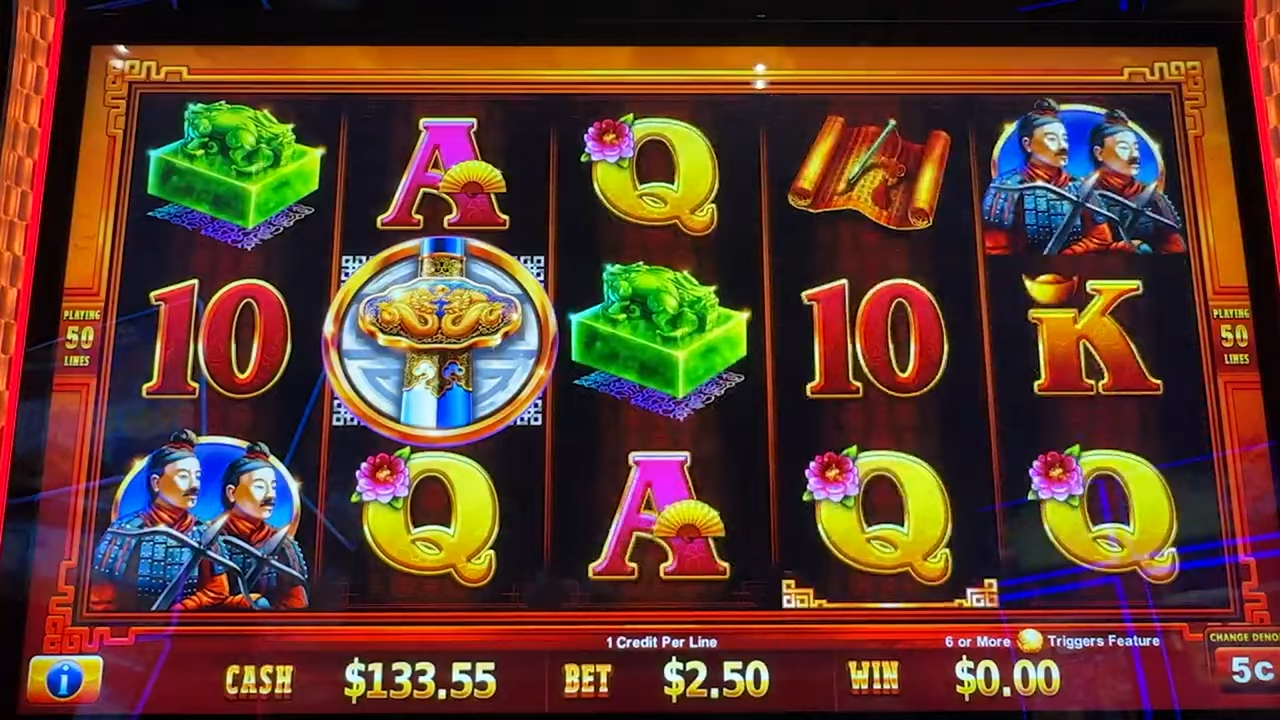 A Q
10 10 K
Q A Q Q
PLAYING
50
LINES
PLAYING
50
LINES
1 Credit Per Line
6 or More Triggers Feature
CHANGE DENO
i CASH $133.55 BET $2.50 WIN $0.00 5c